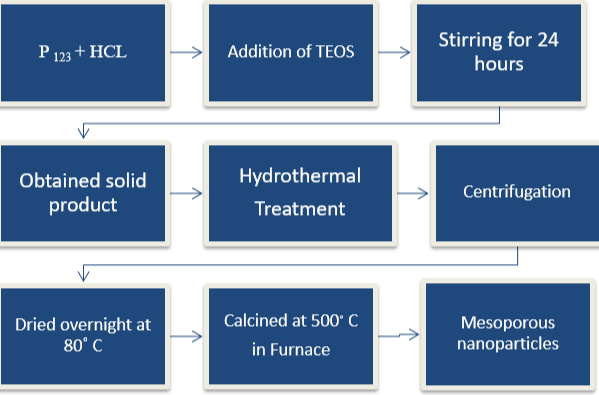 P 123 + HCL
Addition of TEOS
Stirring for 24
hours
Obtained solid
product
Hydrothermal
Treatment
Centrifugation
Dried overnight at
80° C
Calcined at 500° C
in Furnace
Mesoporous
nanoparticles